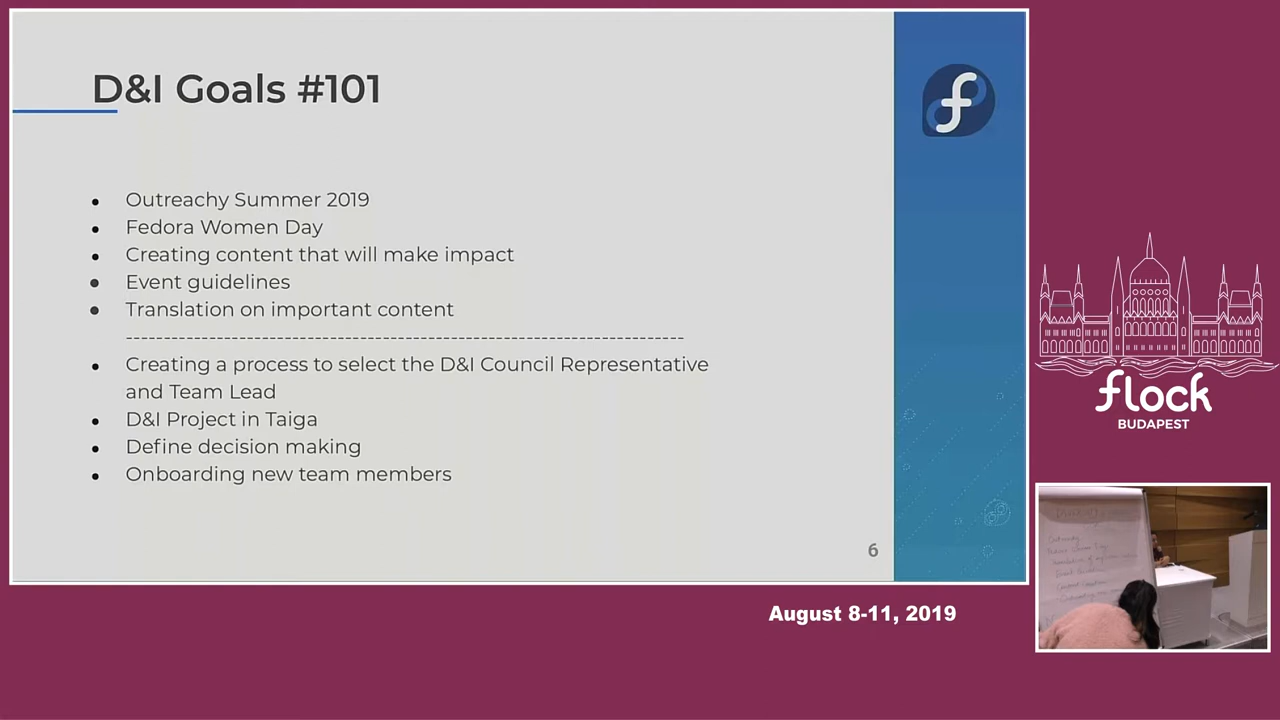 D&I Goals #101
• Outreachy Summer 2019
• Fedora Women Day
• Creating content that will make impact
• Event guidelines
• Translation on important content
--------------------------------------------------------------------------
• Creating a process to select the D&I Council Representative
and Team Lead
• D&I Project in Taiga
• Define decision making
• Onboarding new team members
6
flock
BUDAPEST
August 8-11, 2019